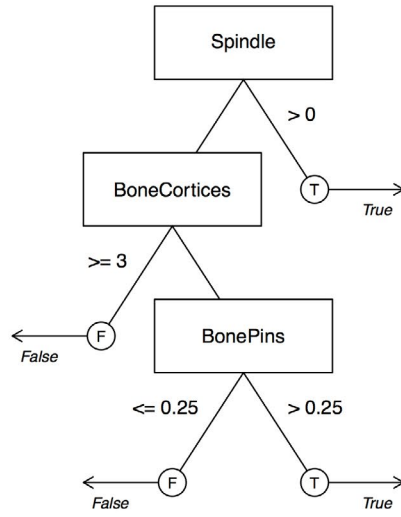 Spindle
> 0
BoneCortices
T
True
>= 3
F
BonePins
False
<= 0.25
> 0.25
F
T
False
True